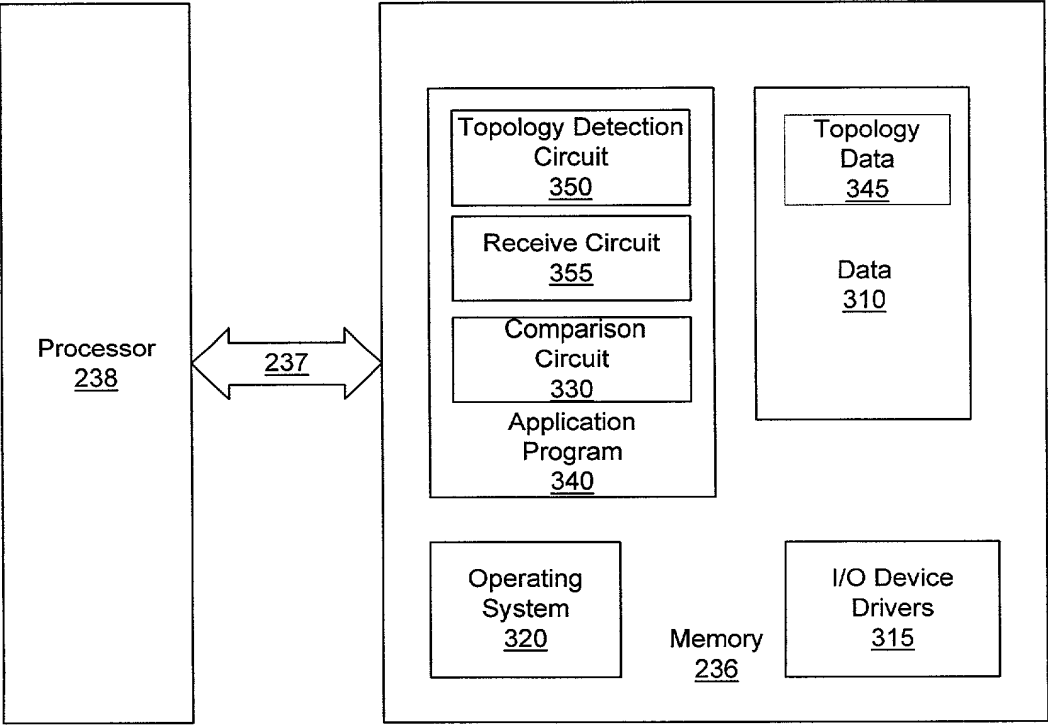 Processor
238
237
Topology Detection
Circuit
350
Receive Circuit
355
Comparison
Circuit
330
Application
Program
340
Topology
Data
345
Data
310
Operating
System
320
Memory
236
I/O Device
Drivers
315